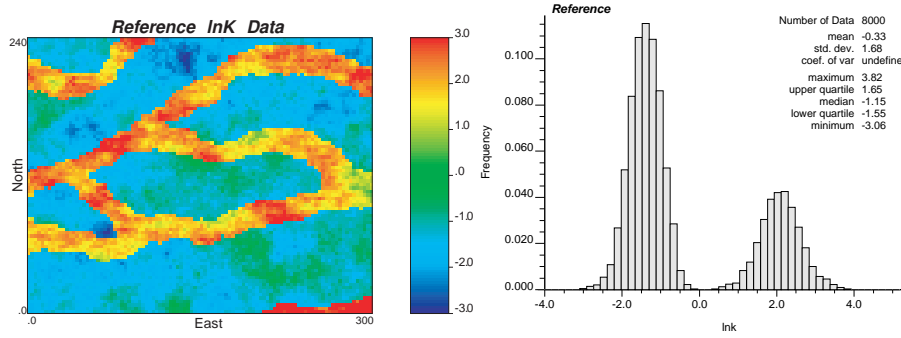 Reference lnK Data
240
North
.0
.0
East
300
3.0
2.0
1.0
.0
-1.0
-2.0
-3.0
Reference
Frequency
0.100
0.080
0.060
0.040
0.020
0.000
-4.0
-2.0
0.0
2.0
4.0
lnk
Number of Data 8000
mean -0.33
std. dev. 1.68
coef. of var undefine
maximum 3.82
upper quartile 1.65
median -1.15
lower quartile -1.55
minimum -3.06